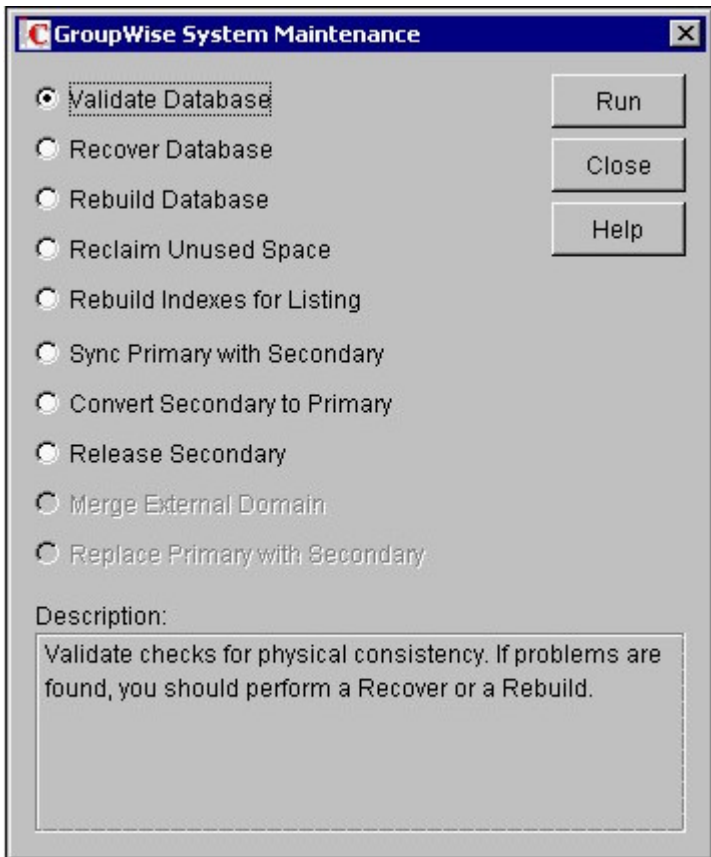 GroupWise System Maintenance
Validate Database
Run
Recover Database
Close
Rebuild Database
Help
Reclaim Unused Space
Rebuild Indexes for Listing
Sync Primary with Secondary
Convert Secondary to Primary
Release Secondary
Merge External Domain
Replace Primary with Secondary
Description:
Validate checks for physical consistency. If problems are
found, you should perform a Recover or a Rebuild.